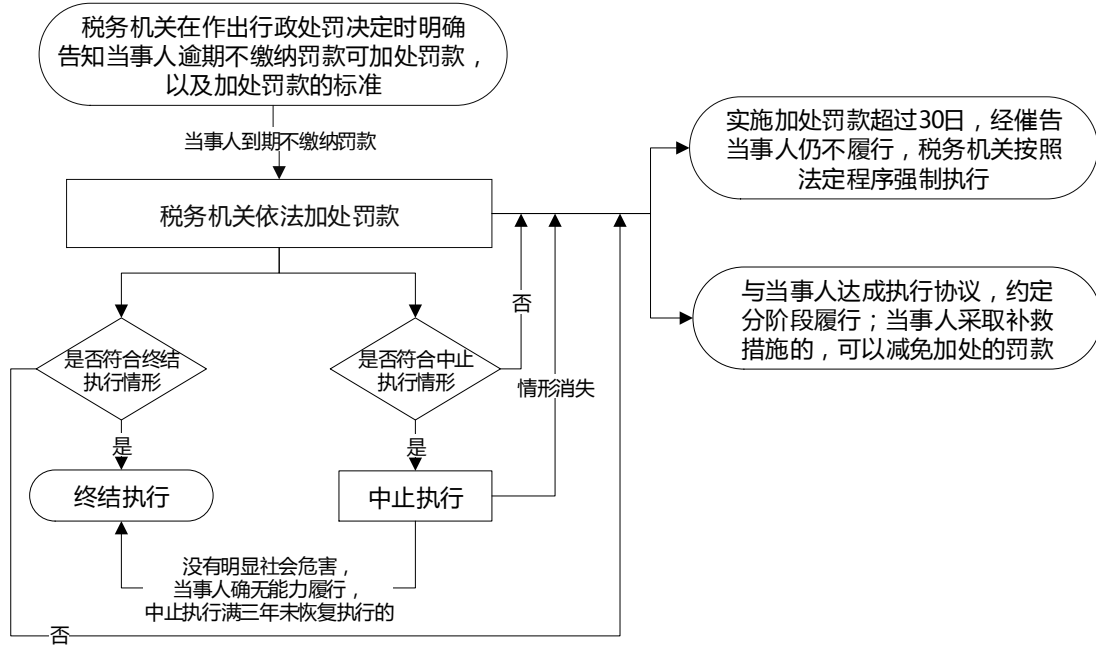 税务机关在作出行政处罚决定时明确
告知当事人逾期不缴纳罚款可加处罚款，
以及加处罚款的标准
当事人到期不缴纳罚款
税务机关依法加处罚款
实施加处罚款超过30日，经催告
当事人仍不履行，税务机关按照
法定程序强制执行
与当事人达成执行协议，约定
分阶段履行；当事人采取补救
措施的，可以减免加处的罚款
否
是否符合终结
执行情形
是否符合中止
执行情形
情形消失
是
是
终结执行
中止执行
没有明显社会危害，
当事人确无能力履行，
中止执行满三年未恢复执行的
否